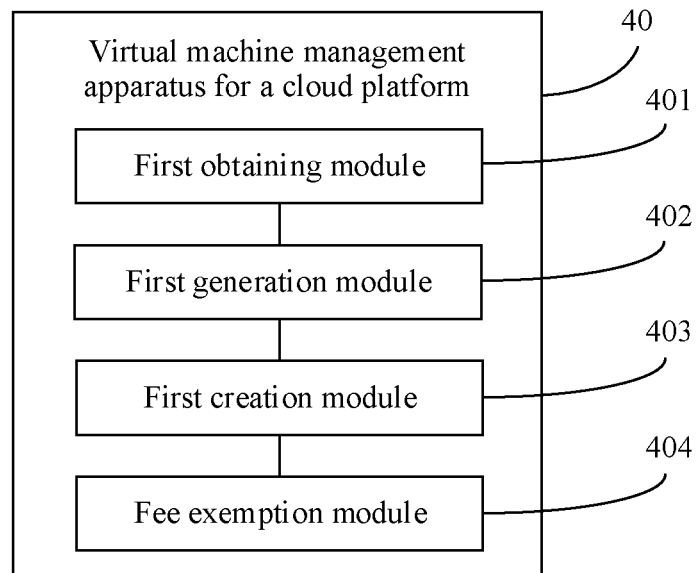 Virtual machine management
apparatus for a cloud platform
40
First obtaining module
401
First generation module
402
First creation module
403
Fee exemption module
404